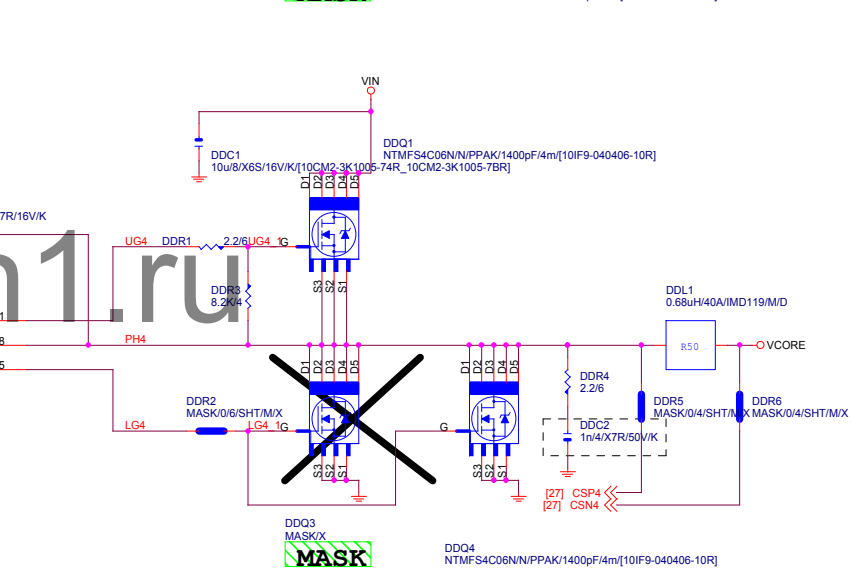 MASK
VIN
DDC1
10u/8/X6S/16V/K/[10CM2-3K1005-74R_10CM2-3K1005-7BR]
DDQ1
NTMFS4C06N/N/PPAK/1400pF/4m/[10IF9-040406-10R]
D1
D2
D3
D4
D5
7R/16V/K
UG4
DDR1
2.2/6
UG4_1
G
n1.ru
S3
S2
S1
DDR3
8.2K/4
DDL1
0.68uH/40A/IMD119/M/D
1
8
PH4
R50
VCORE
5
D1
D2
D3
D4
D5
D1
D2
D3
D4
D5
DDR4
2.2/6
DDR2
MASK/0/6/SHT/M/X
DDR5
MASK/0/4/SHT/M/X
DDR6
MASK/0/4/SHT/M/X
LG4
LG4_1
G
G
DDC2
1n/4/X7R/50V/K
S3
S2
S1
S3
S2
S1
[27] CSP4
[27] CSN4
DDQ3
MASK/X
MASK
DDQ4
NTMFS4C06N/N/PPAK/1400pF/4m/[10IF9-040406-10R]